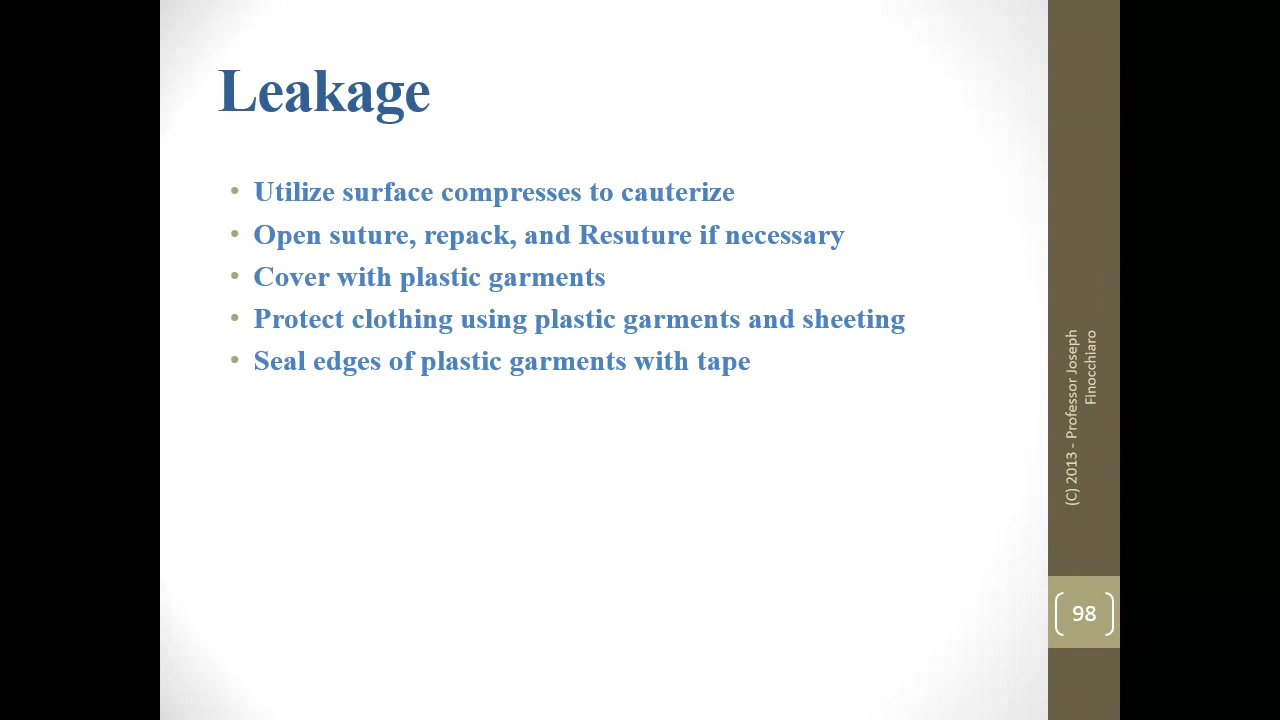 Leakage
• Utilize surface compresses to cauterize
• Open suture, repack, and Resuture if necessary
• Cover with plastic garments
• Protect clothing using plastic garments and sheeting
• Seal edges of plastic garments with tape
(C) 2013 - Professor Joseph
Finocchiaro
98